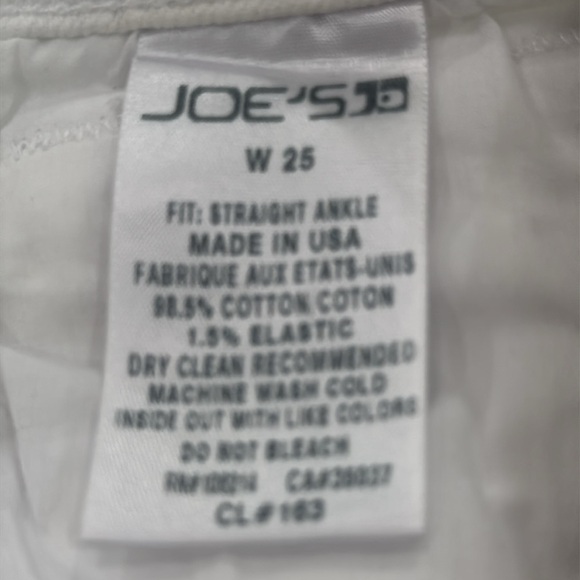 JOE'S
W 25
FIT: STRAIGHT ANKLE
MADE IN USA
FABRIQUE AUX ETATS-UNIS
98.5% COTTON COTON
1.5% ELASTIC
DRY CLEAN RECOMMENDED
MACHINE WASH COLD
INSIDE OUT WITH LIKE COLORS
DO NOT BLEACH
CL#163